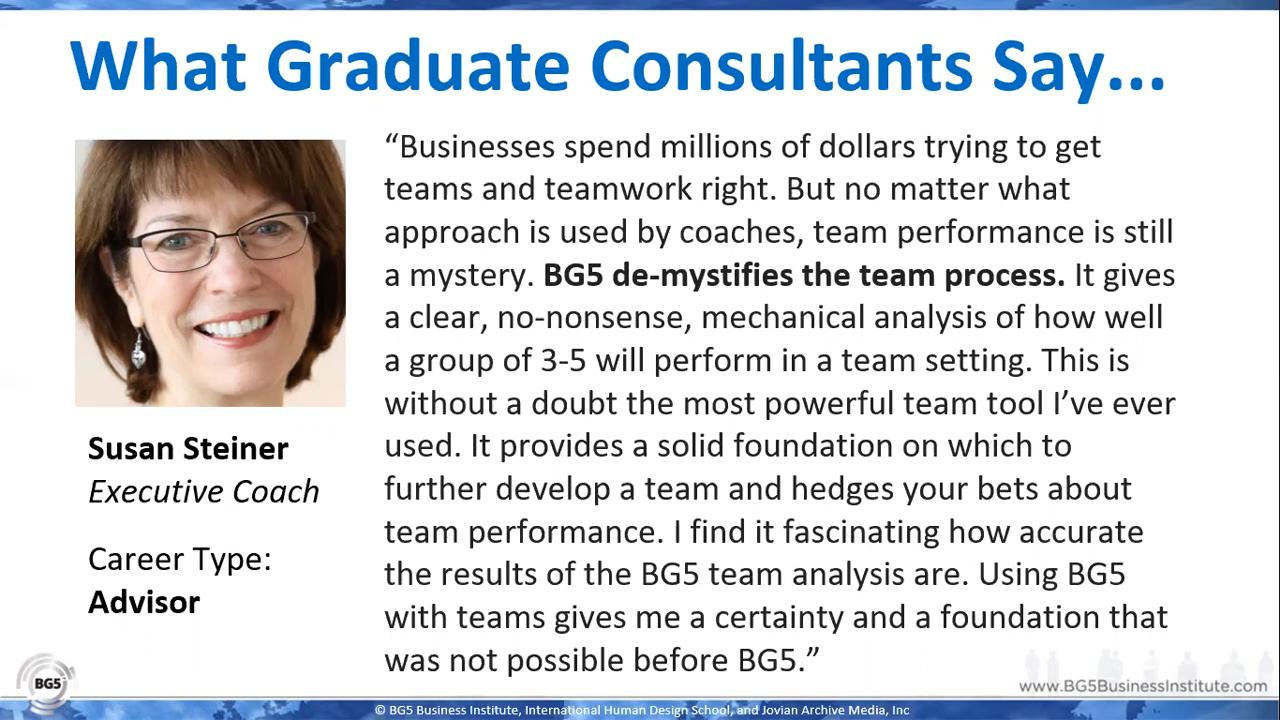 What Graduate Consultants Say...
“Businesses spend millions of dollars trying to get
teams and teamwork right. But no matter what
approach is used by coaches, team performance is still
a mystery. BG5 de-mystifies the team process. It gives
a clear, no-nonsense, mechanical analysis of how well
a group of 3-5 will perform in a team setting. This is
without a doubt the most powerful team tool I’ve ever
used. It provides a solid foundation on which to
further develop a team and hedges your bets about
team performance. I find it fascinating how accurate
the results of the BG5 team analysis are. Using BG5
with teams gives me a certainty and a foundation that
was not possible before BG5.”
Susan Steiner
Executive Coach
Career Type:
Advisor
BG5
www.BG5BusinessInstitute.com
© BG5 Business Institute, International Human Design School, and Jovian Archive Media, Inc